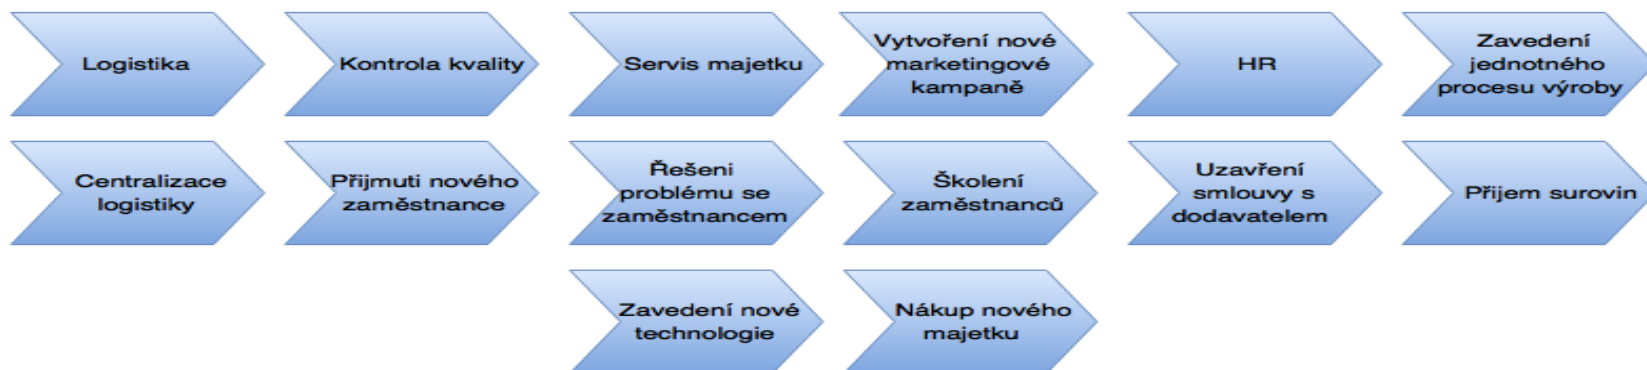 Logistika
Kontrola kvality
Servis majetku
Vytvoření nové
marketingové
kampaně
HR
Zavedení
jednotného
procesu výroby
Centralizace
logistiky
Přijmuti nového
zaměstnance
Řešeni
problému se
zaměstnancem
Školení
zaměstnanců
Uzavření
smlouvy s
dodavatelem
Přijem surovin
Zavedení nové
technologie
Nákup nového
majetku